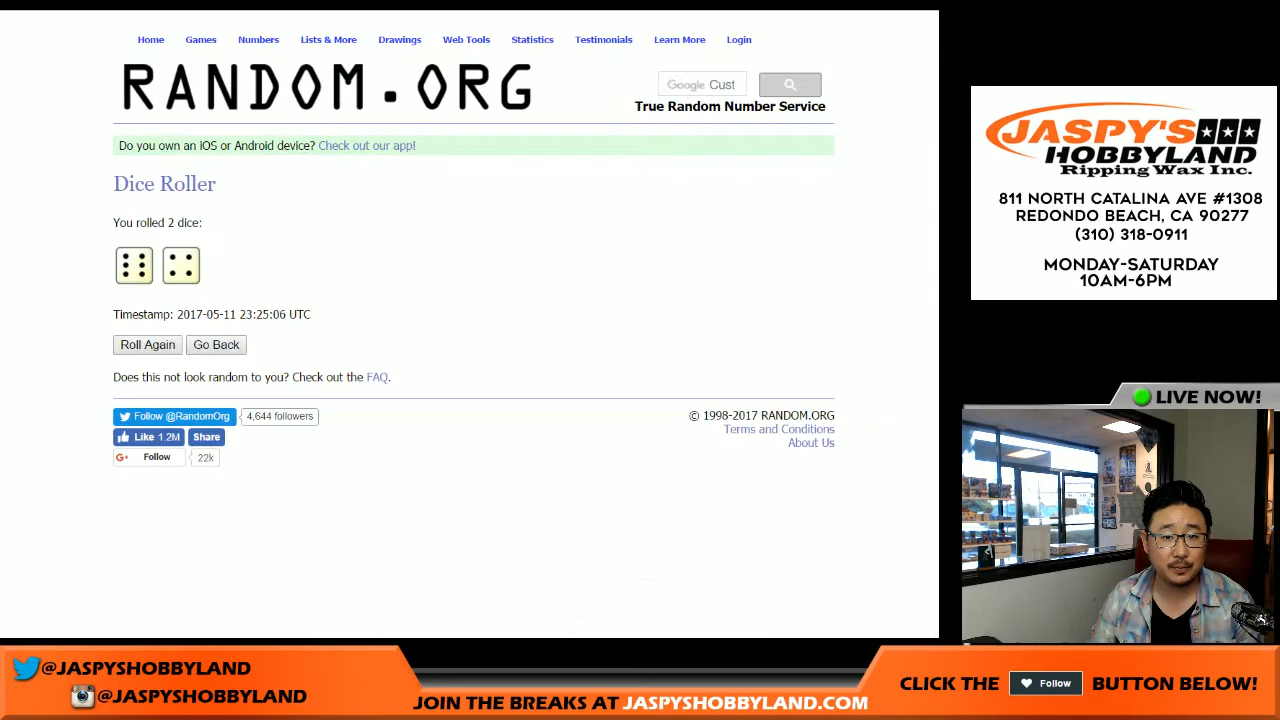 Home Games Numbers Lists & More Drawings Web Tools Statistics Testimonials Learn More Login
RANDOM.ORG
Google Cust
True Random Number Service
Do you own an iOS or Android device? Check out our app!
Dice Roller
You rolled 2 dice:
Timestamp: 2017-05-11 23:25:06 UTC
Roll Again Go Back
Does this not look random to you? Check out the FAQ.
Follow @RandomOrg 4,644 followers
Like 1.2M Share
G+ Follow 22k
© 1998-2017 RANDOM.ORG
Terms and Conditions
About Us
JASPY'S
HOBBYLAND
Ripping Wax Inc.
811 NORTH CATALINA AVE #1308
REDONDO BEACH, CA 90277
(310) 318-0911
MONDAY-SATURDAY
10AM-6PM
LIVE NOW!
@JASPYSHOBBYLAND
@JASPYSHOBBYLAND
JOIN THE BREAKS AT JASPYSHOBBYLAND.COM
CLICK THE Follow BUTTON BELOW!